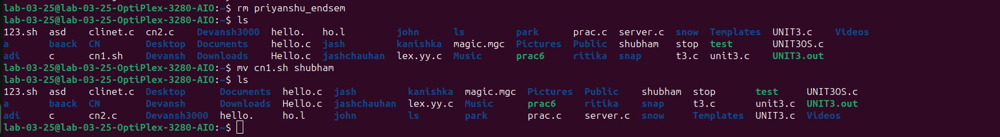 lab-03-25@lab-03-25-OptiPlex-3280-AIO:~$ rm priyanshu_endsem
lab-03-25@lab-03-25-OptiPlex-3280-AIO:~$ ls
123.sh asd clinet.c cn2.c Devansh3000 hello. ho.l john ls park prac.c server.c snow Templates UNIT3.c Videos
a baack CN Desktop Documents hello.c jash kanishka magic.mgc Pictures Public shubham stop test UNIT3OS.c
adi c cn1.sh Devansh Downloads Hello.c jashchauhan lex.yy.c Music prac6 ritika snap t3.c unit3.c UNIT3.out
lab-03-25@lab-03-25-OptiPlex-3280-AIO:~$ mv cn1.sh shubham
lab-03-25@lab-03-25-OptiPlex-3280-AIO:~$ ls
123.sh asd clinet.c Desktop Documents hello.c jash kanishka magic.mgc Pictures Public shubham stop test UNIT3OS.c
a baack CN Devansh Downloads Hello.c jashchauhan lex.yy.c Music prac6 ritika snap t3.c unit3.c UNIT3.out
adi c cn2.c Devansh3000 hello. ho.l john ls park prac.c server.c snow Templates UNIT3.c Videos
lab-03-25@lab-03-25-OptiPlex-3280-AIO:~$